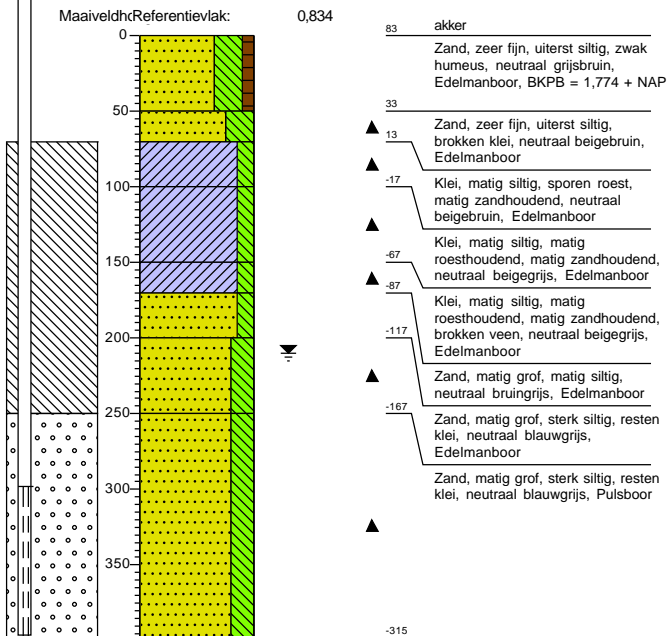 MaaiveldhcReferentievlak: 0,834
0
50
100
150
200
250
300
350
83 akker
Zand, zeer fijn, uiterst siltig, zwak
humeus, neutraal grijsbruin,
Edelmanboor, BKPB = 1,774 + NAP
33
Zand, zeer fijn, uiterst siltig,
brokken klei, neutraal beigebruin,
Edelmanboor
13
Klei, matig siltig, sporen roest,
matig zandhoudend, neutraal
beigebruin, Edelmanboor
-17
Klei, matig siltig, matig
roesthoudend, matig zandhoudend,
neutraal beigegrijs, Edelmanboor
-67
Klei, matig siltig, matig
roesthoudend, matig zandhoudend,
brokken veen, neutraal beigegrijs,
Edelmanboor
-87
Zand, matig grof, matig siltig,
neutraal bruingrijs, Edelmanboor
-117
Zand, matig grof, sterk siltig, resten
klei, neutraal blauwgrijs,
Edelmanboor
-167
Zand, matig grof, sterk siltig, resten
klei, neutraal blauwgrijs, Pulsboor
-315